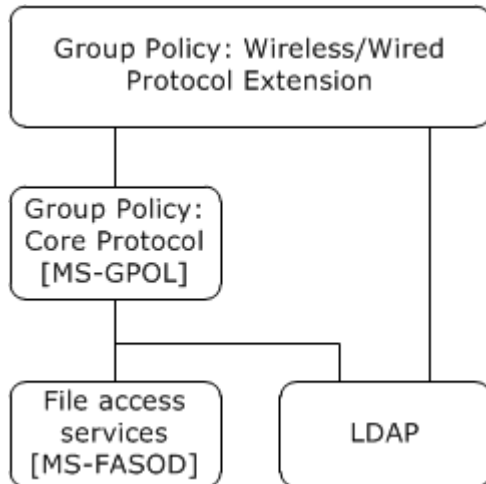 Group Policy: Wireless/Wired
Protocol Extension
Group Policy:
Core Protocol
[MS-GPOL]
File access
services
[MS-FASOD]
LDAP